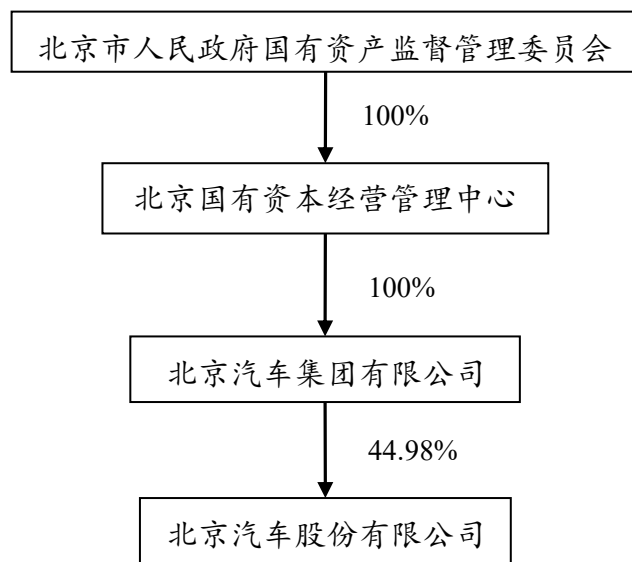 北京市人民政府国有资产监督管理委员会
100%
北京国有资本经营管理中心
100%
北京汽车集团有限公司
44.98%
北京汽车股份有限公司